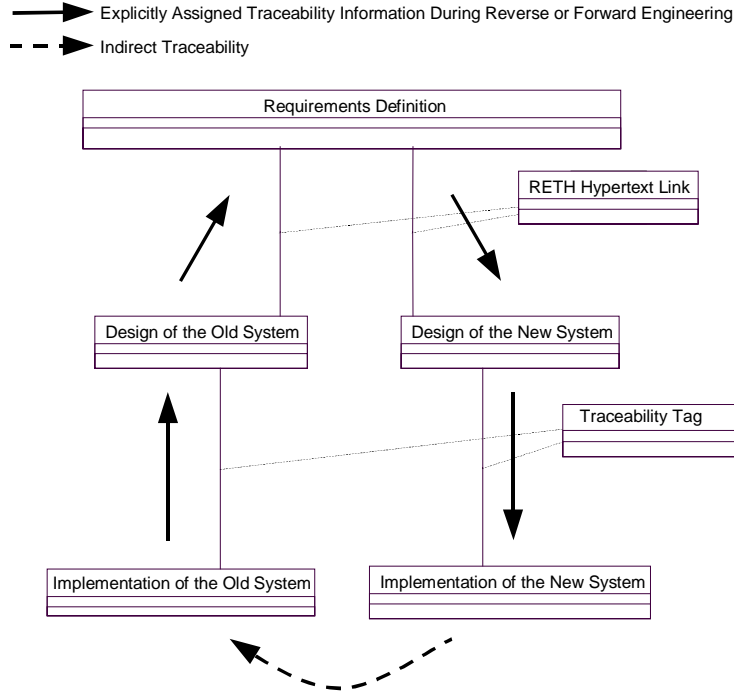 Explicitly Assigned Traceability Information During Reverse or Forward Engineering
Indirect Traceability
Requirements Definition
RETH Hypertext Link
Design of the Old System
Design of the New System
Traceability Tag
Implementation of the Old System
Implementation of the New System